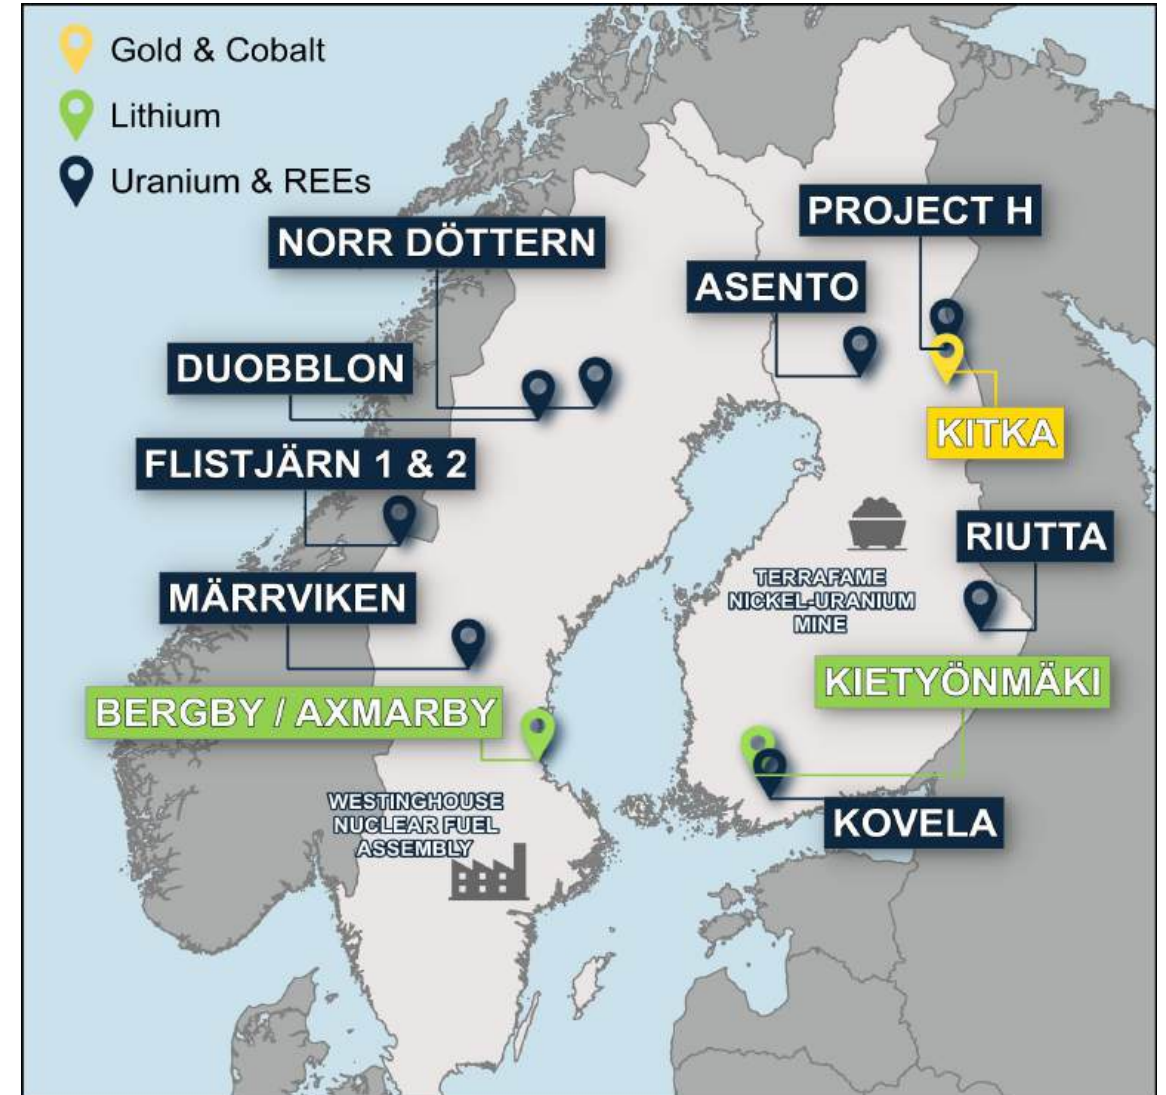 Gold & Cobalt
Lithium
Uranium & REEs
PROJECT H
NORR DÖTTERN
ASENTO
DUOBBLON
KITKA
FLISTJÄRN 1 & 2
RIUTTA
TERRAFAME
NICKEL-URANIUM
MINE
MÄRRVIKEN
KIETYÖNMÄKI
BERGBY / AXMARBY
WESTINGHOUSE
NUCLEAR FUEL
ASSEMBLY
KOVELA